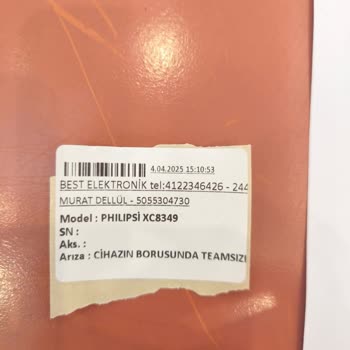 4.04.2025 15:10:53
BEST ELEKTRONİK tel:4122346426 - 244
MURAT DELLÜL - 5055304730
Model : PHILIPSİ XC8349
SN :
Aks. :
Arıza : CİHAZIN BORUSUNDA TEAMSIZI